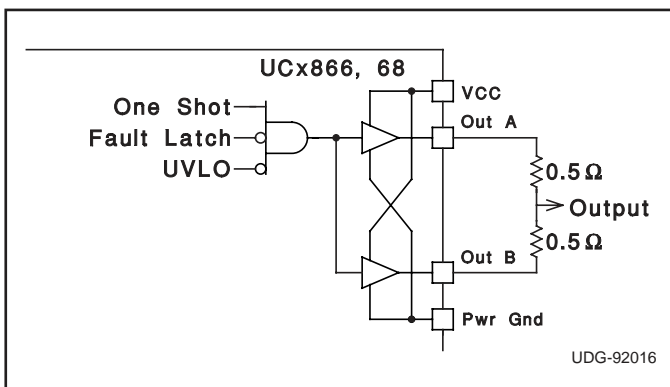 UCx866, 68
VCC
One Shot
Out A
Fault Latch
UVLO
0.5Ω
Output
0.5Ω
Out B
Pwr Gnd
UDG-92016